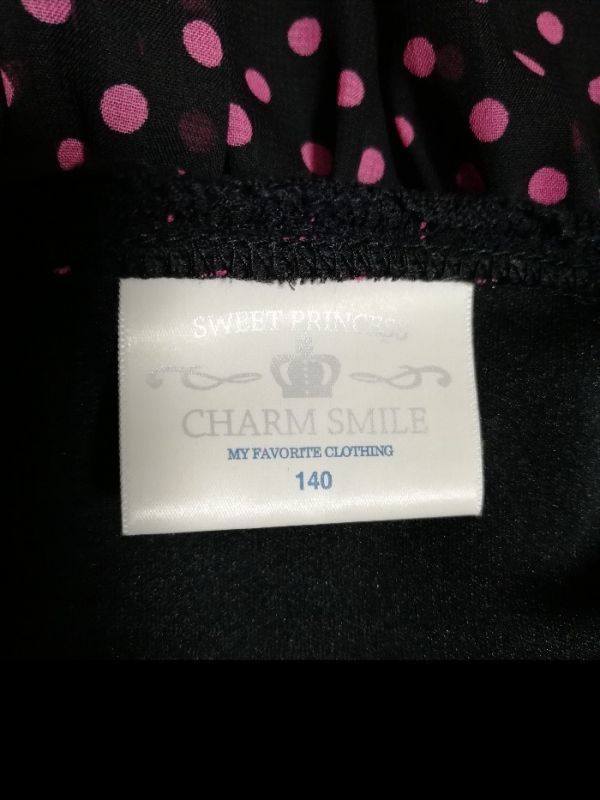 SWEET PRINCESS
CHARM SMILE
MY FAVORITE CLOTHING
140